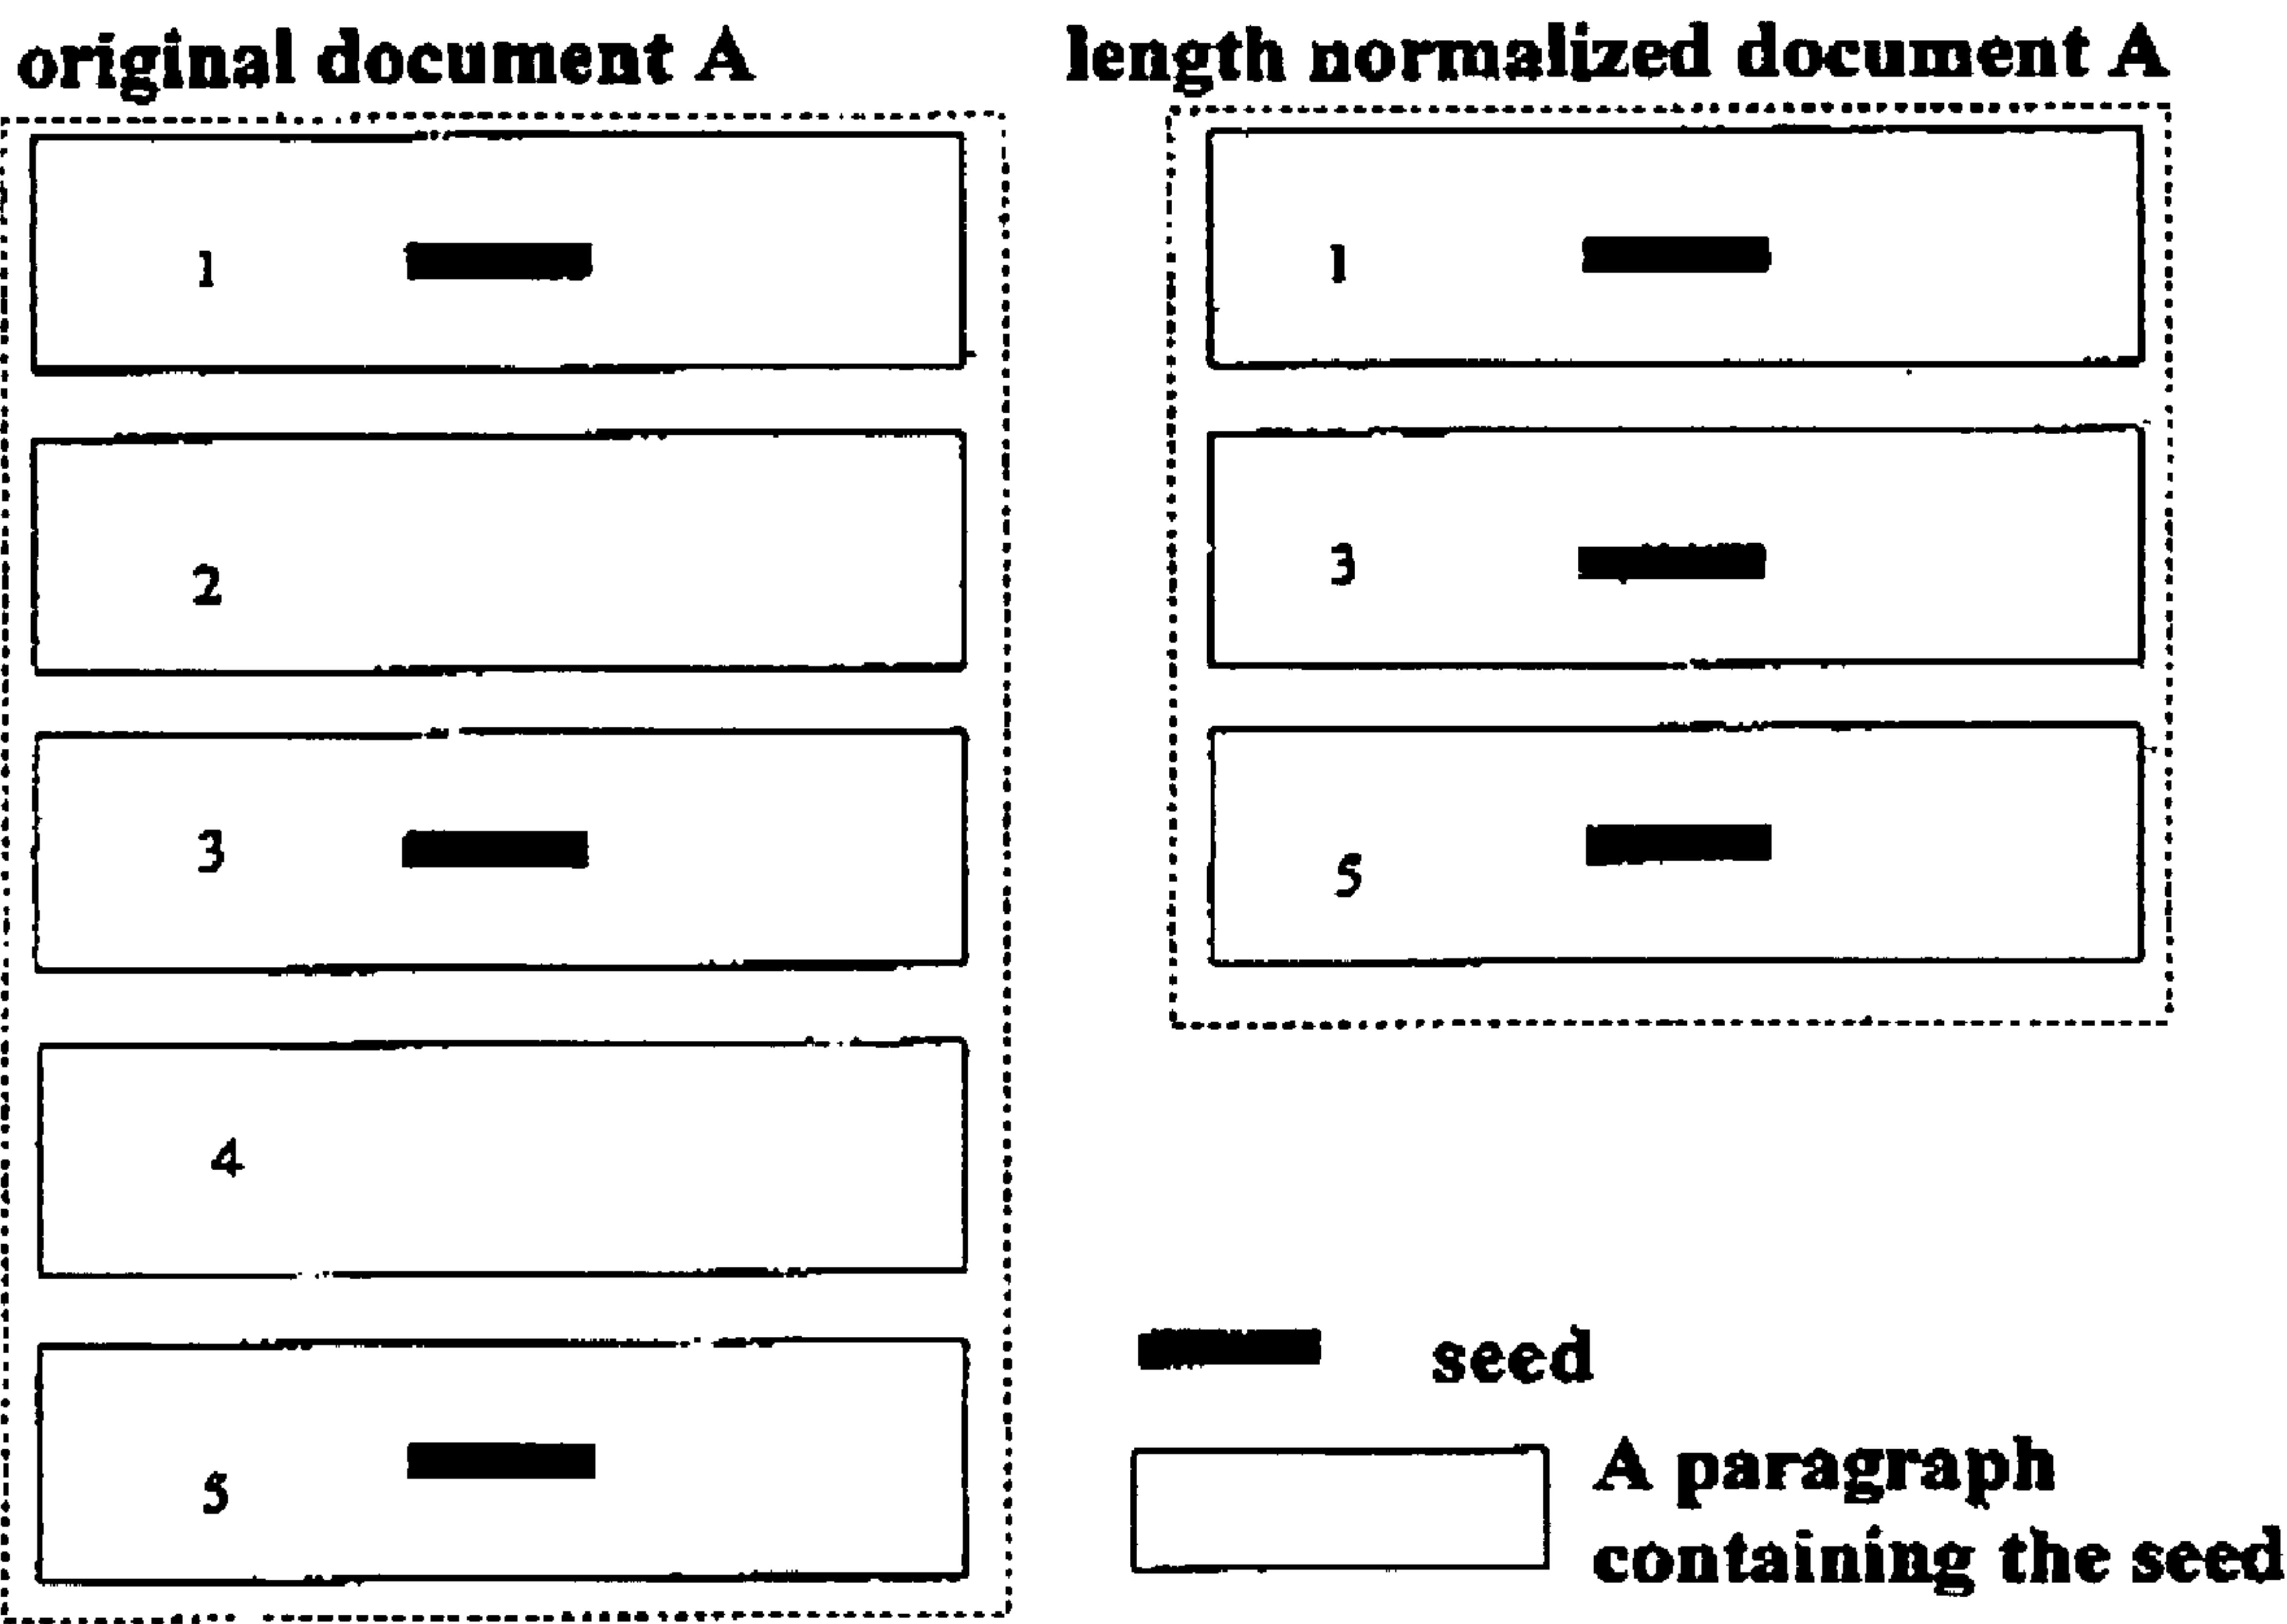 original document A
1
2
3
4
5
length normalized document A
1
3
5
seed
A paragraph
containing the seed